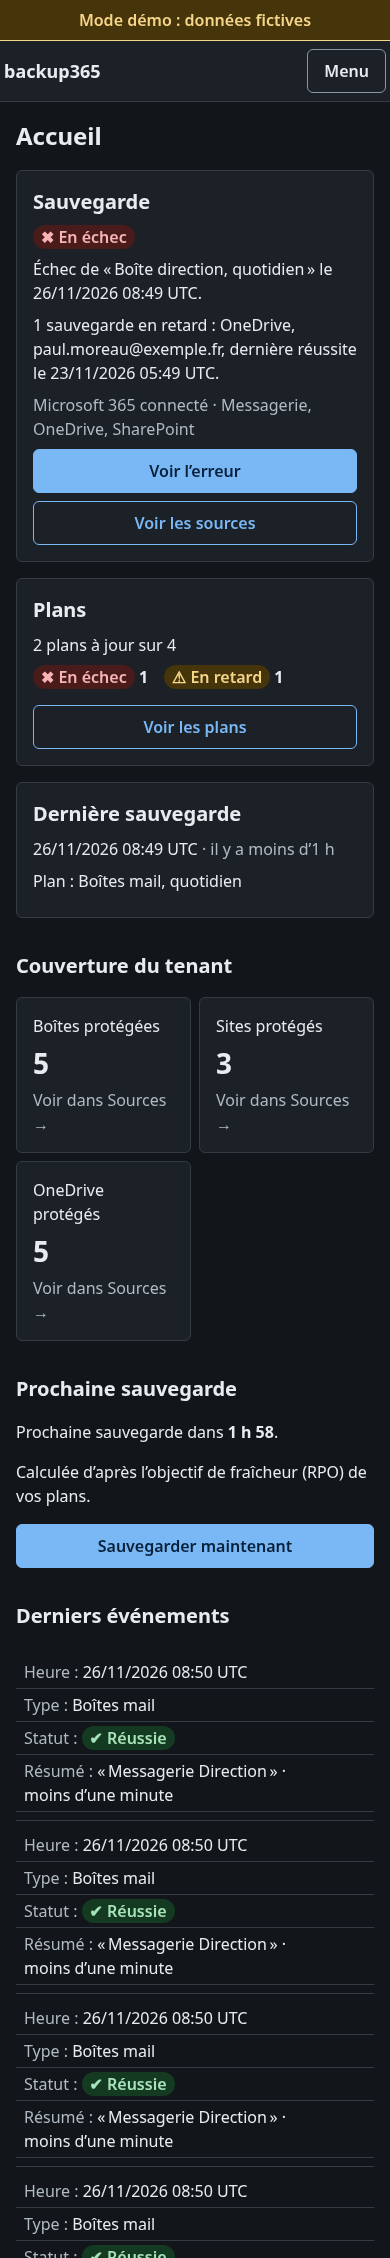 Mode démo : données fictives
backup365
Menu
Accueil
Sauvegarde
✖ En échec
Échec de « Boîte direction, quotidien » le
26/11/2026 08:49 UTC.
1 sauvegarde en retard : OneDrive,
paul.moreau@exemple.fr, dernière réussite
le 23/11/2026 05:49 UTC.
Microsoft 365 connecté · Messagerie,
OneDrive, SharePoint
Voir l’erreur
Voir les sources
Plans
2 plans à jour sur 4
✖ En échec 1 ⚠ En retard 1
Voir les plans
Dernière sauvegarde
26/11/2026 08:49 UTC · il y a moins d’1 h
Plan : Boîtes mail, quotidien
Couverture du tenant
Boîtes protégées
5
Voir dans Sources
→
Sites protégés
3
Voir dans Sources
→
OneDrive
protégés
5
Voir dans Sources
→
Prochaine sauvegarde
Prochaine sauvegarde dans 1 h 58.
Calculée d’après l’objectif de fraîcheur (RPO) de
vos plans.
Sauvegarder maintenant
Derniers événements
Heure : 26/11/2026 08:50 UTC
Type : Boîtes mail
Statut : ✔ Réussie
Résumé : « Messagerie Direction » ·
moins d’une minute
Heure : 26/11/2026 08:50 UTC
Type : Boîtes mail
Statut : ✔ Réussie
Résumé : « Messagerie Direction » ·
moins d’une minute
Heure : 26/11/2026 08:50 UTC
Type : Boîtes mail
Statut : ✔ Réussie
Résumé : « Messagerie Direction » ·
moins d’une minute
Heure : 26/11/2026 08:50 UTC
Type : Boîtes mail
Statut : ✔ Réussie